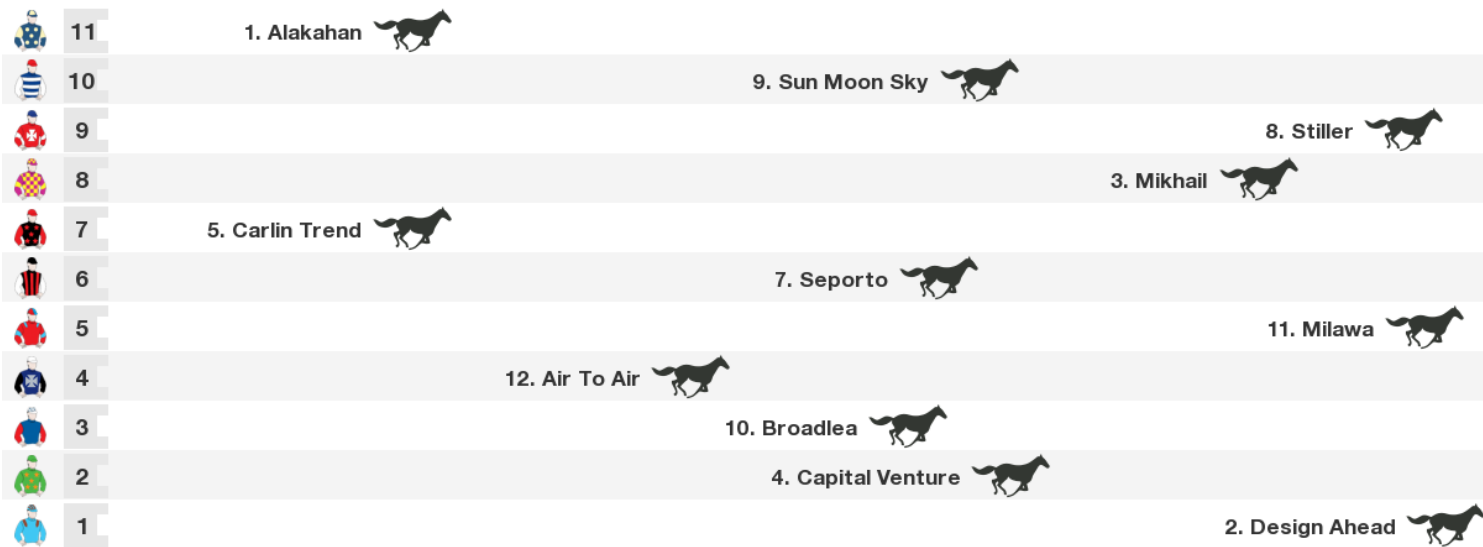 11 1. Alakahan
10 9. Sun Moon Sky
9 8. Stiller
8 3. Mikhail
7 5. Carlin Trend
6 7. Seporto
5 11. Milawa
4 12. Air To Air
3 10. Broadlea
2 4. Capital Venture
1 2. Design Ahead